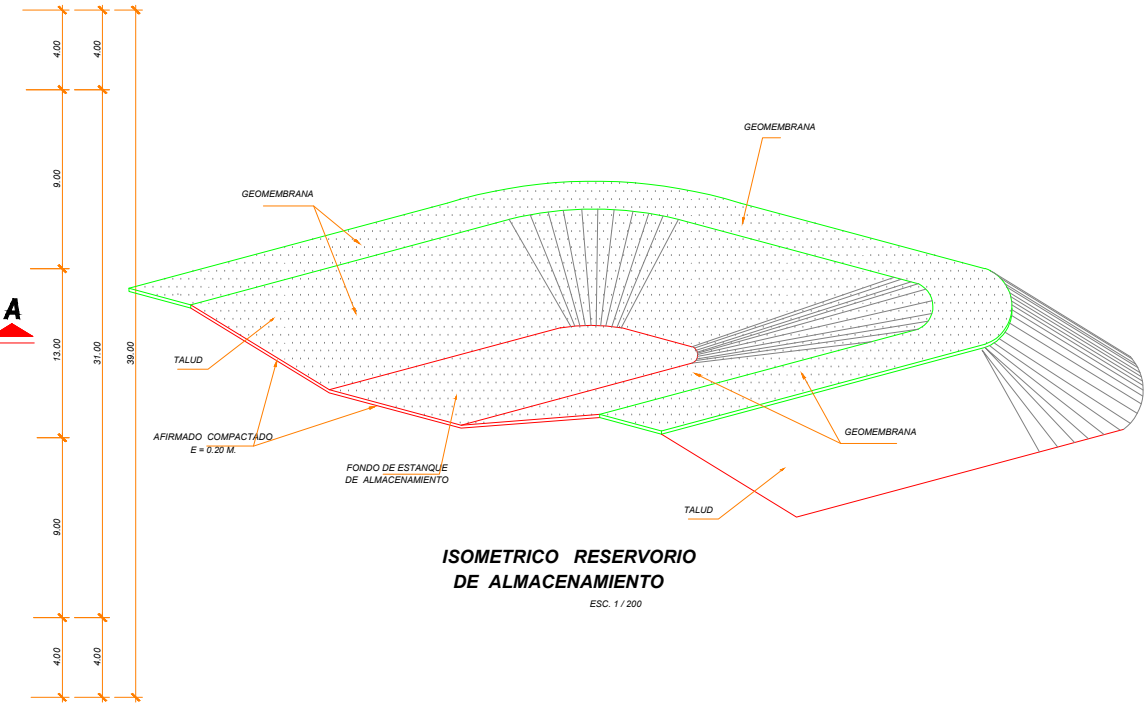 4.00
4.00
9.00
GEOMEMBRANA
GEOMEMBRANA
A
13.00
31.00
39.00
TALUD
AFIRMADO COMPACTADO
E = 0.20 M.
GEOMEMBRANA
FONDO DE ESTANQUE
DE ALMACENAMIENTO
TALUD
9.00
ISOMETRICO RESERVORIO
DE ALMACENAMIENTO
ESC. 1 / 200
4.00
4.00